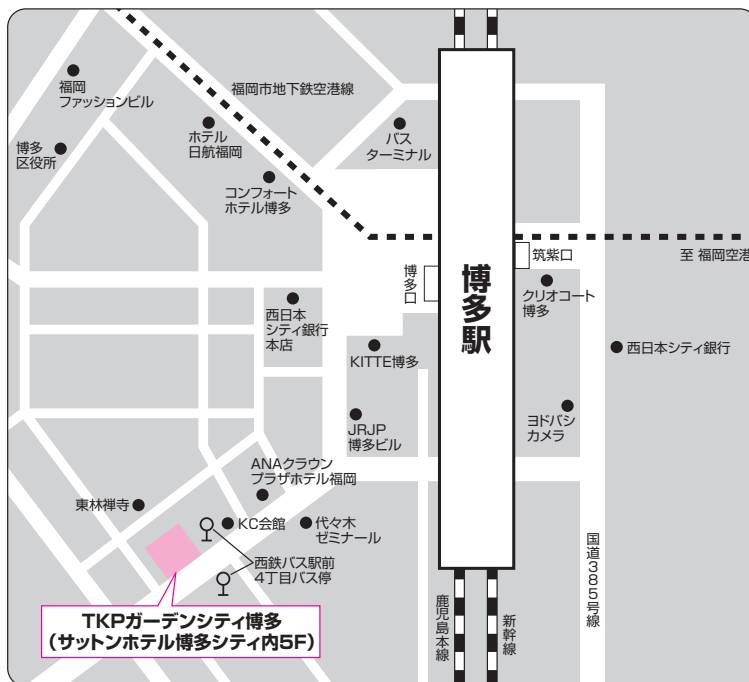 福岡
ファッションビル
福岡市地下鉄空港線
博多
区役所
ホテル
日航福岡
バス
ターミナル
コンフォート
ホテル博多
筑紫口
至 福岡空港
博多口
博多駅
クリオコート
博多
西日本
シティ銀行
本店
KITTE博多
西日本シティ銀行
JRJP
博多ビル
ヨドバシ
カメラ
ANAクラウン
プラザホテル福岡
東林禅寺
KC会館
代々木
ゼミナール
西鉄バス駅前
4丁目バス停
国道385号線
TKPガーデンシティ博多
（サットンホテル博多シティ内5F）
鹿児島本線
新幹線